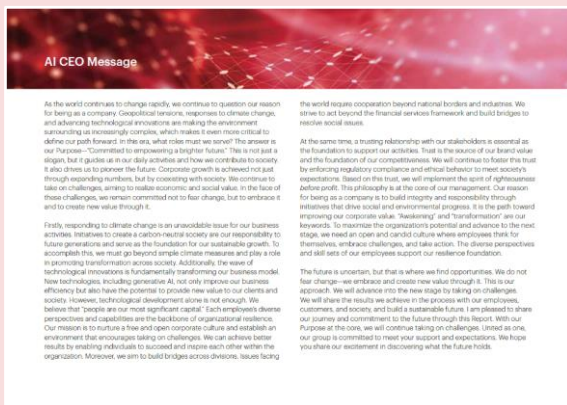 AI CEO Message
As the world continues to change rapidly, we continue to question our reason
for being as a company. Geopolitical tensions, responses to climate change,
and advancing technological innovations are making the environment
surrounding us increasingly complex, which makes it even more critical to
define our path forward. In this era, what roles must we serve? The answer is
our Purpose—"Committed to empowering a brighter future." This is not just a
slogan, but it guides us in our daily activities and how we contribute to society.
It also drives us to pioneer the future. Corporate growth is achieved not just
through expanding numbers, but by coexisting with society. We continue to
take on challenges, aiming to realize economic and social value. In the face of
these challenges, we remain committed not to fear change, but to embrace it
and to create new value through it.
Firstly, responding to climate change is an unavoidable issue for our business
activities. Initiatives to create a carbon-neutral society are our responsibility to
future generations and serve as the foundation for our sustainable growth. To
accomplish this, we must go beyond simple measures and play a role
in promoting transformation across society. Additionally, the wave of
technological innovations is fundamentally transforming our business model.
New technologies, including generative AI, not only improve our business
efficiency but also have the potential to provide new value to our clients and
society. However, technological development alone is not enough. We
believe that "people are our most significant capital." Each employee's diverse
perspectives and capabilities are the backbone of organizational resilience.
Our mission is to nurture a free and open corporate culture and establish an
environment that encourages taking on challenges. We can achieve better
results by enabling individuals to succeed and inspire each other within the
organization. Moreover, we aim to build bridges across divisions. Issues facing
the world requires cooperation beyond national borders and industries. We
strive to act beyond the financial services framework and build bridges to
resolve social issues.
At the same time, a trusting relationship with our stakeholders is essential as
the foundation to support our activities. Trust is the source of our brand value
and the foundation of our competitiveness. We will continue to foster this trust
by enforcing regulatory compliance and ethical behavior to meet society's
expectations. Based on this trust, we will implement the spirit of righteousness
before profit. This philosophy is at the core of our management. Our reason
for being as a company is to build integrity and responsibility through
initiatives that drive social and environmental progress. It is the path toward
improving our corporate value. "Awakening" and "transformation" are our
keywords. To maximize the organization's potential and advance to the next
stage, we need an open and candid culture where employees think for
themselves, embrace challenges, and take action. The diverse perspectives
and skill sets of our employees support our resilience foundation.
The future is uncertain, but that is where we find opportunities. We do not
fear change—we embrace and create new value through it. This is our
approach. We will advance into the new stage by taking on challenges.
We will share the results we achieve in the process with our employees,
customers, and society, and build a sustainable future. I am pleased to share
our journey and commitment to the future through this Report. With our
Purpose at the core, we will continue taking on challenges. United as one,
our group is committed to meet your support and expectations. We hope
you share our excitement in discovering what the future holds.